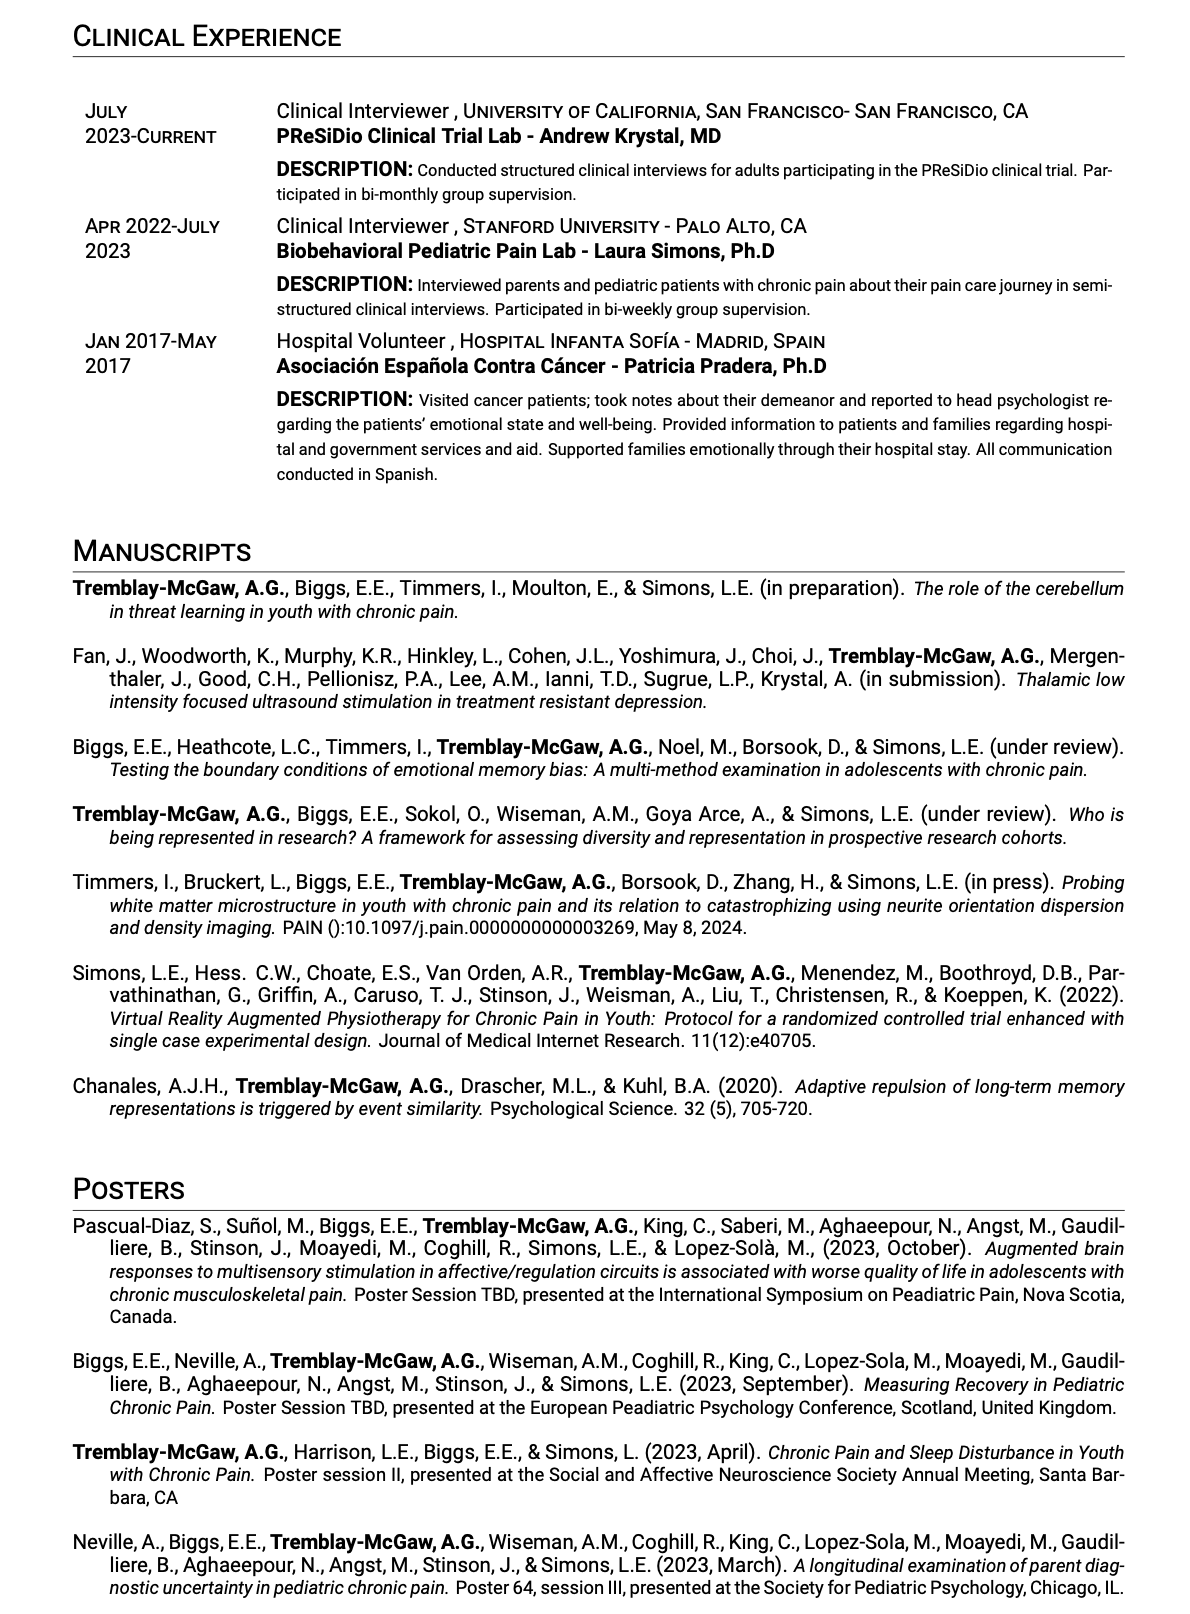 CLINICAL EXPERIENCE
JULY 2023-CURRENT
Clinical Interviewer , UNIVERSITY OF CALIFORNIA, SAN FRANCISCO- SAN FRANCISCO, CA
PReSiDio Clinical Trial Lab - Andrew Krystal, MD
DESCRIPTION: Conducted structured clinical interviews for adults participating in the PReSiDio clinical trial. Par-
ticipated in bi-monthly group supervision.
APR 2022-JULY 2023
Clinical Interviewer , STANFORD UNIVERSITY - PALO ALTO, CA
Biobehavioral Pediatric Pain Lab - Laura Simons, Ph.D
DESCRIPTION: Interviewed parents and pediatric patients with chronic pain about their pain care journey in semi-
structured clinical interviews. Participated in bi-weekly group supervision.
JAN 2017-MAY 2017
Hospital Volunteer , HOSPITAL INFANTA SOFÍA - MADRID, SPAIN
Asociación Española Contra Cáncer - Patricia Pradera, Ph.D
DESCRIPTION: Visited cancer patients; took notes about their demeanor and reported to head psychologist re-
garding the patients' emotional state and well-being. Provided information to patients and families regarding hospi-
tal and government services and aid. Supported families emotionally through their hospital stay. All communication
conducted in Spanish.
MANUSCRIPTS
Tremblay-McGaw, A.G., Biggs, E.E., Timmers, I., Moulton, E., & Simons, L.E. (in preparation). The role of the cerebellum
in threat learning in youth with chronic pain.
Fan, J., Woodworth, K., Murphy, K.R., Hinkley, L., Cohen, J.L., Yoshimura, J., Choi, J., Tremblay-McGaw, A.G., Mergen-
thaler, J., Good, C.H., Pellionisz, P.A., Lee, A.M., Ianni, T.D., Sugrue, L.P., Krystal, A. (in submission). Thalamic low
intensity focused ultrasound stimulation in treatment resistant depression.
Biggs, E.E., Heathcote, L.C., Timmers, I., Tremblay-McGaw, A.G., Noel, M., Borsook, D., & Simons, L.E. (under review).
Testing the boundary conditions of emotional memory bias: A multi-method examination in adolescents with chronic pain.
Tremblay-McGaw, A.G., Biggs, E.E., Sokol, O., Wiseman, A.M., Goya Arce, A., & Simons, L.E. (under review). Who is
being represented in research? A framework for assessing diversity and representation in prospective research cohorts.
Timmers, I., Bruckert, L., Biggs, E.E., Tremblay-McGaw, A.G., Borsook, D., Zhang, H., & Simons, L.E. (in press). Probing
white matter microstructure in youth with chronic pain and its relation to catastrophizing using neurite orientation dispersion
and density imaging. PAIN ():10.1097/j.pain.0000000000003269, May 8, 2024.
Simons, L.E., Hess. C.W., Choate, E.S., Van Orden, A.R., Tremblay-McGaw, A.G., Menendez, M., Boothroyd, D.B., Par-
vathinathan, G., Griffin, A., Caruso, T. J., Stinson, J., Weisman, A., Liu, T., Christensen, R., & Koeppen, K. (2022).
Virtual Reality Augmented Physiotherapy for Chronic Pain in Youth: Protocol for a randomized controlled trial enhanced with
single case experimental design. Journal of Medical Internet Research. 11(12):e40705.
Chanales, A.J.H., Tremblay-McGaw, A.G., Drascher, M.L., & Kuhl, B.A. (2020). Adaptive repulsion of long-term memory
representations is triggered by event similarity. Psychological Science. 32 (5), 705-720.
POSTERS
Pascual-Diaz, S., Suñol, M., Biggs, E.E., Tremblay-McGaw, A.G., King, C., Saberi, M., Aghaeepour, N., Angst, M., Gaudil-
liere, B., Stinson, J., Moayedi, M., Coghill, R., Simons, L.E., & Lopez-Solà, M., (2023, October). Augmented brain
responses to multisensory stimulation in affective/regulation circuits is associated with worse quality of life in adolescents with
chronic musculoskeletal pain. Poster Session TBD, presented at the International Symposium on Peadiatric Pain, Nova Scotia,
Canada.
Biggs, E.E., Neville, A., Tremblay-McGaw, A.G., Wiseman, A.M., Coghill, R., King, C., Lopez-Sola, M., Moayedi, M., Gaudil-
liere, B., Aghaeepour, N., Angst, M., Stinson, J., & Simons, L.E. (2023, September). Measuring Recovery in Pediatric
Chronic Pain. Poster Session TBD, presented at the European Peadiatric Psychology Conference, Scotland, United Kingdom.
Tremblay-McGaw, A.G., Harrison, L.E., Biggs, E.E., & Simons, L. (2023, April). Chronic Pain and Sleep Disturbance in Youth
with Chronic Pain. Poster session II, presented at the Social and Affective Neuroscience Society Annual Meeting, Santa Bar-
bara, CA
Neville, A., Biggs, E.E., Tremblay-McGaw, A.G., Wiseman, A.M., Coghill, R., King, C., Lopez-Sola, M., Moayedi, M., Gaudil-
liere, B., Aghaeepour, N., Angst, M., Stinson, J., & Simons, L.E. (2023, March). A longitudinal examination of parent diag-
nostic uncertainty in pediatric chronic pain. Poster 64, session III, presented at the Society for Pediatric Psychology, Chicago, IL.